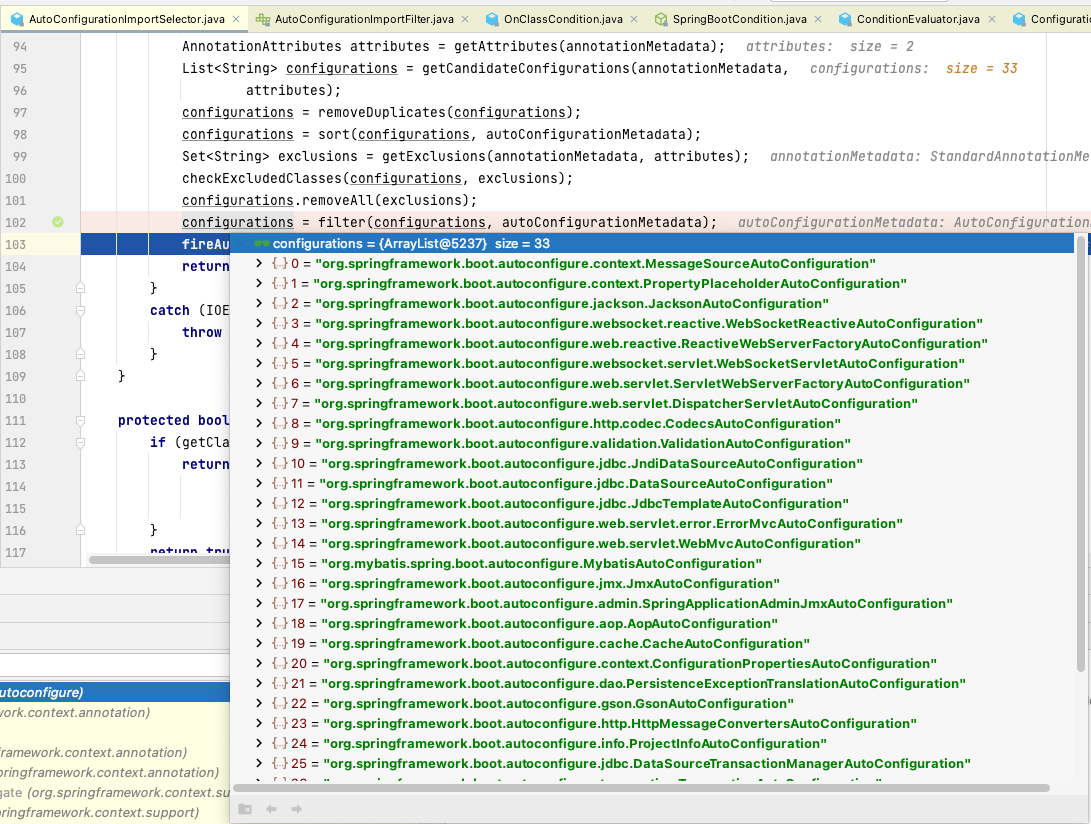 AutoConfigurationImportSelector.java × AutoConfigurationImportFilter.java × OnClassCondition.java × SpringBootCondition.java × ConditionEvaluator.java × Configuratio
94 AnnotationAttributes attributes = getAttributes(annotationMetadata); attributes: size = 2
95 List<String> configurations = getCandidateConfigurations(annotationMetadata, configurations: size = 33
96 attributes);
97 configurations = removeDuplicates(configurations);
98 configurations = sort(configurations, autoConfigurationMetadata);
99 Set<String> exclusions = getExclusions(annotationMetadata, attributes); annotationMetadata: StandardAnnotationMe
100 checkExcludedClasses(configurations, exclusions);
101 configurations.removeAll(exclusions);
102 configurations = filter(configurations, autoConfigurationMetadata); autoConfigurationMetadata: AutoConfiguration
103 fireAu
104 return
105 }
106 catch (IOE
107 throw
108 }
109 }
110
111 protected bool
112 if (getCla
113 return
114
115
116 }
117 return tru
configurations = {ArrayList@5237} size = 33
{...} 0 = "org.springframework.boot.autoconfigure.context.MessageSourceAutoConfiguration"
{...} 1 = "org.springframework.boot.autoconfigure.context.PropertyPlaceholderAutoConfiguration"
{...} 2 = "org.springframework.boot.autoconfigure.jackson.JacksonAutoConfiguration"
{...} 3 = "org.springframework.boot.autoconfigure.websocket.reactive.WebSocketReactiveAutoConfiguration"
{...} 4 = "org.springframework.boot.autoconfigure.web.reactive.ReactiveWebServerFactoryAutoConfiguration"
{...} 5 = "org.springframework.boot.autoconfigure.websocket.servlet.WebSocketServletAutoConfiguration"
{...} 6 = "org.springframework.boot.autoconfigure.web.servlet.ServletWebServerFactoryAutoConfiguration"
{...} 7 = "org.springframework.boot.autoconfigure.web.servlet.DispatcherServletAutoConfiguration"
{...} 8 = "org.springframework.boot.autoconfigure.http.codec.CodecsAutoConfiguration"
{...} 9 = "org.springframework.boot.autoconfigure.validation.ValidationAutoConfiguration"
{...} 10 = "org.springframework.boot.autoconfigure.jdbc.JndiDataSourceAutoConfiguration"
{...} 11 = "org.springframework.boot.autoconfigure.jdbc.DataSourceAutoConfiguration"
{...} 12 = "org.springframework.boot.autoconfigure.jdbc.JdbcTemplateAutoConfiguration"
{...} 13 = "org.springframework.boot.autoconfigure.web.servlet.error.ErrorMvcAutoConfiguration"
{...} 14 = "org.springframework.boot.autoconfigure.web.servlet.WebMvcAutoConfiguration"
{...} 15 = "org.mybatis.spring.boot.autoconfigure.MybatisAutoConfiguration"
{...} 16 = "org.springframework.boot.autoconfigure.jmx.JmxAutoConfiguration"
{...} 17 = "org.springframework.boot.autoconfigure.admin.SpringApplicationAdminJmxAutoConfiguration"
{...} 18 = "org.springframework.boot.autoconfigure.aop.AopAutoConfiguration"
{...} 19 = "org.springframework.boot.autoconfigure.cache.CacheAutoConfiguration"
{...} 20 = "org.springframework.boot.autoconfigure.context.ConfigurationPropertiesAutoConfiguration"
{...} 21 = "org.springframework.boot.autoconfigure.dao.PersistenceExceptionTranslationAutoConfiguration"
{...} 22 = "org.springframework.boot.autoconfigure.gson.GsonAutoConfiguration"
{...} 23 = "org.springframework.boot.autoconfigure.http.HttpMessageConvertersAutoConfiguration"
{...} 24 = "org.springframework.boot.autoconfigure.info.ProjectInfoAutoConfiguration"
{...} 25 = "org.springframework.boot.autoconfigure.jdbc.DataSourceTransactionManagerAutoConfiguration"
utoconfigure)
work.context.annotation)
framework.context.annotation)
pringframework.context.annotation)
gate (org.springframework.context.su
pringframework.context.support)